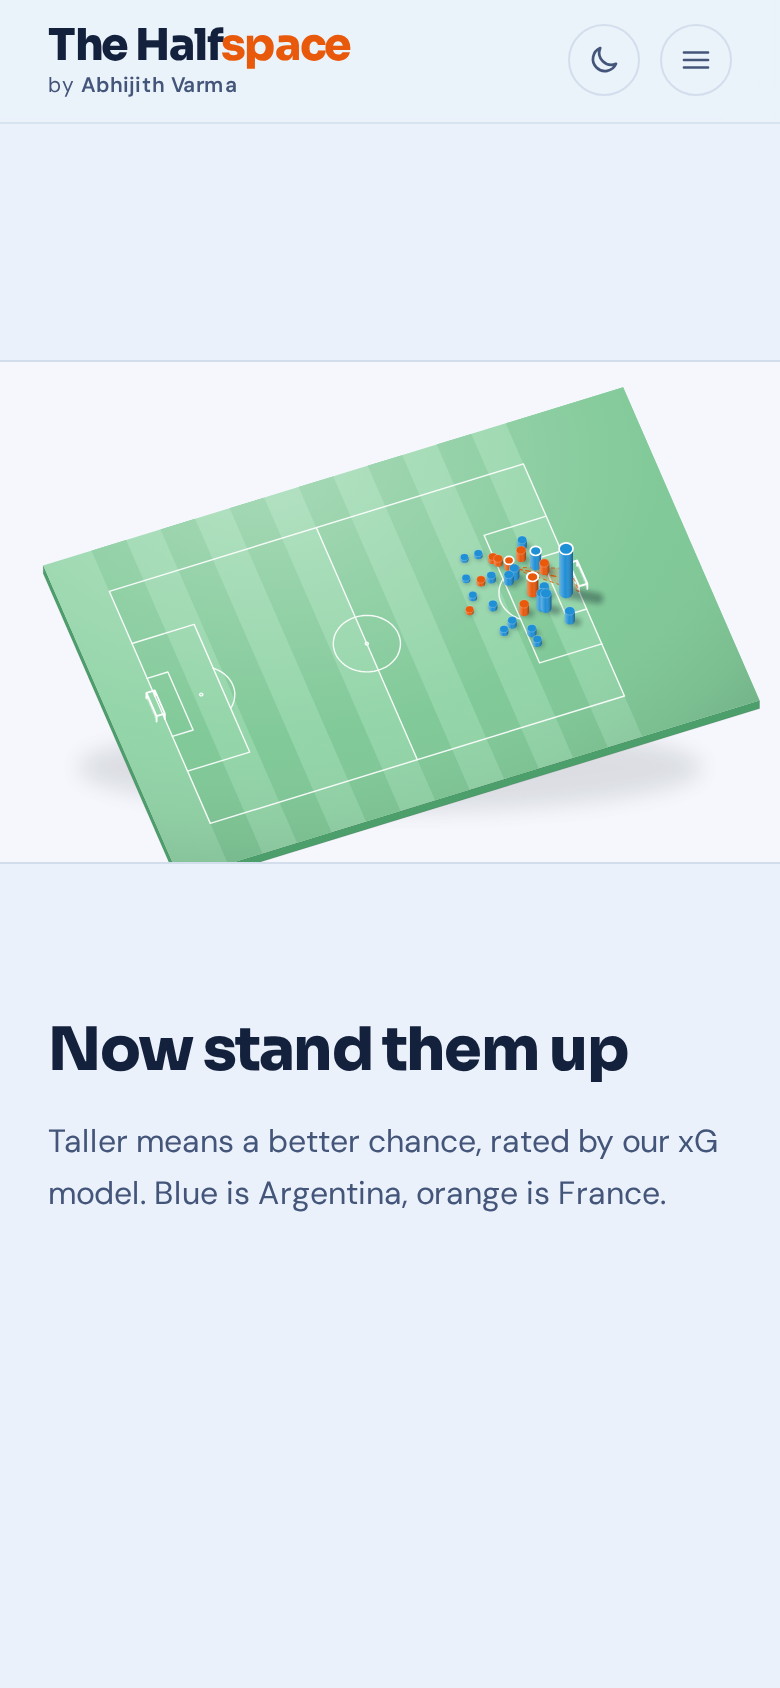 The Halfspace
by Abhijith Varma
Now stand them up
Taller means a better chance, rated by our xG
model. Blue is Argentina, orange is France.